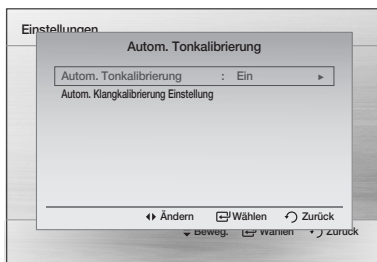 Einstellungen
Autom. Tonkalibrierung
Autom. Tonkalibrierung : Ein ►
Autom. Klangkalibrierung Einstellung
Ändern Wählen Zurück
Beweg. Wählen Zurück